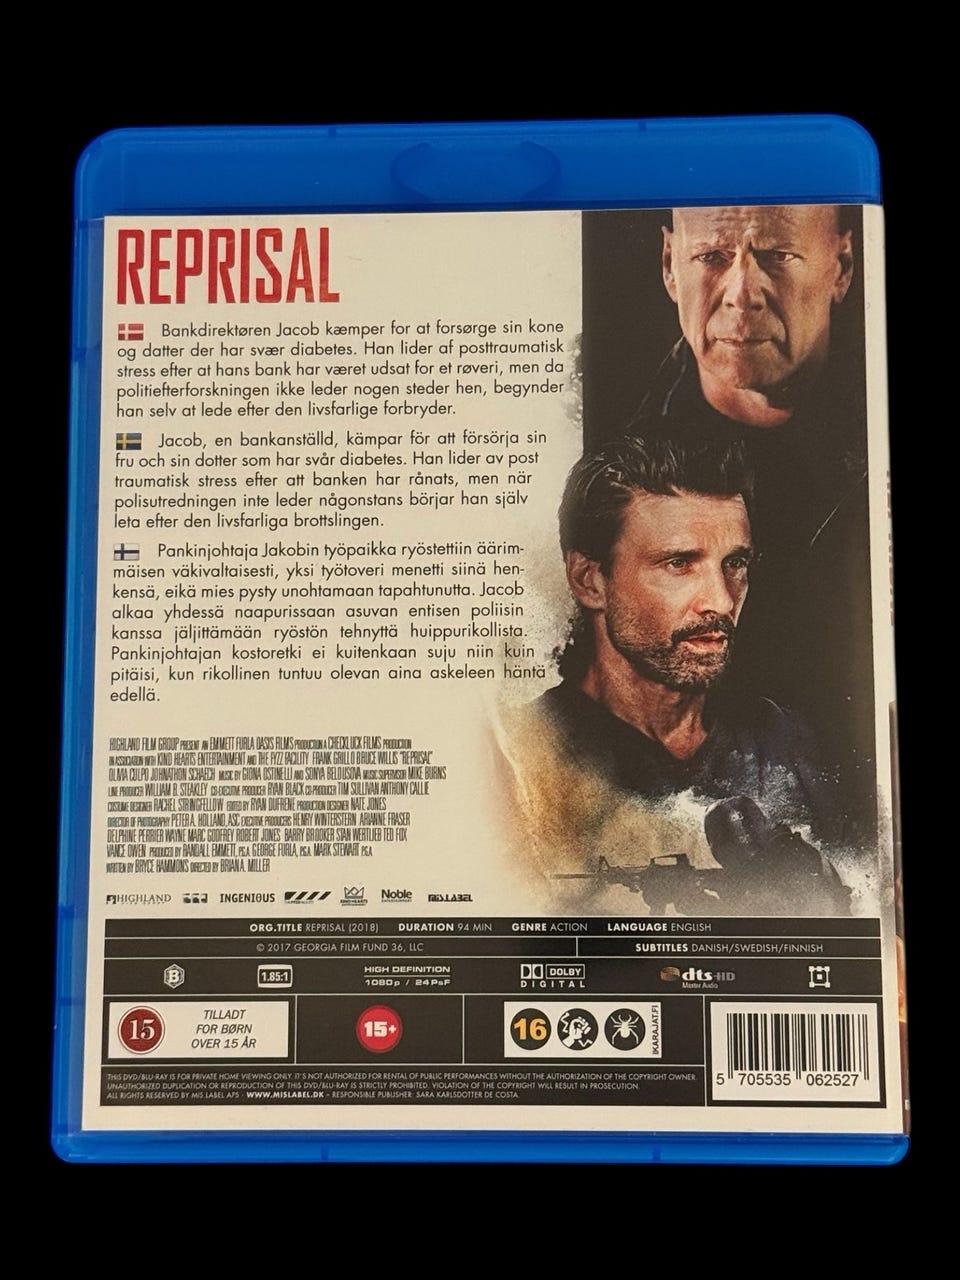 REPRISAL
Bankdirektøren Jacob kæmper for at forsørge sin kone
og datter der har svær diabetes. Han lider af posttraumatisk
stress efter at hans bank har været udsat for et røveri, men da
politiefterforskningen ikke leder nogen steder hen, begynder
han selv at lede efter den livsfarlige forbryder.
Jacob, en bankanställd, kämpar för att försörja sin
fru och sin dotter som har svår diabetes. Han lider av post
traumatisk stress efter att banken har rånats, men när
polisutredningen inte leder någonstans börjar han själv
leta efter den livsfarliga brottslingen.
Pankinjohtaja Jakobin työpaikka ryöstettiin äärim-
mäisen väkivaltaisesti, yksi työtoveri menetti siinä hen-
kensä, eikä mies pysty unohtamaan tapahtunutta. Jacob
alkaa yhdessä naapurissaan asuvan entisen poliisin
kanssa jäljittämään ryöstön tehnyttä huippurikollista.
Pankinjohtajan kostoretki ei kuitenkaan suju niin kuin
pitäisi, kun rikollinen tuntuu olevan aina askeleen häntä
edellä.
HIGHLAND FILM GROUP PRESENT AN EMMETT FURLA OASIS FILMS PRODUCTION A CHECKLUCK FILMS PRODUCTION
IN ASSOCIATION WITH KIND HEARTS ENTERTAINMENT AND THE FYZZ FACILITY FRANK GRILLO BRUCE WILLIS "REPRISAL"
OLIVIA CULPO JOHNATHON SCHAECH MUSIC BY GIONA OSTINELLI AND SONYA BELOUSOVA MUSIC SUPERVISOR MIKE BURNS
LINE PRODUCER WILLIAM B. STEAKLEY CO-EXECUTIVE PRODUCER RYAN BLACK CO-PRODUCER TIM SULLIVAN ANTHONY CALLIE
COSTUME DESIGNER RACHEL STRINGFELLOW EDITED BY RYAN DUFRENE PRODUCTION DESIGNER NATE JONES
DIRECTOR OF PHOTOGRAPHY PETER A. HOLLAND, ASC EXECUTIVE PRODUCERS HENRY WINTERSTERN ARIANNE FRASER
DELPHINE PERRIER WAYNE MARC GODFREY ROBERT JONES BARRY BROOKER STAN WERTLIEB TED FOX
VANCE OWEN PRODUCED BY RANDALL EMMETT, P.G.A. GEORGE FURLA, P.G.A. MARK STEWART P.G.A.
WRITTEN BY BRYCE HAMMONS DIRECTED BY BRIAN A. MILLER
HIGHLAND INGENIOUS Noble MIS.LABEL
ORG.TITLE REPRISAL (2018) DURATION 94 MIN GENRE ACTION LANGUAGE ENGLISH
© 2017 GEORGIA FILM FUND 36, LLC SUBTITLES DANISH/SWEDISH/FINNISH
B 1.85:1 HIGH DEFINITION DOLBY dts-HD
1080p / 24PsF DIGITAL Master Audio
15 TILLADT
FOR BØRN
OVER 15 ÅR
15+
16 IKARAJAT.FI
5 705535 062527
THIS DVD/BLU-RAY IS FOR PRIVATE HOME VIEWING ONLY. IT'S NOT AUTHORIZED FOR RENTAL OF PUBLIC PERFORMANCES WITHOUT THE AUTHORIZATION OF THE COPYRIGHT OWNER.
UNAUTHORIZED DUPLICATION OR REPRODUCTION OF THIS DVD/BLU-RAY IS STRICTLY PROHIBITED. VIOLATION OF THE COPYRIGHT WILL RESULT IN PROSECUTION.
ALL RIGHTS RESERVED BY MIS LABEL APS - WWW.MISLABEL.DK - RESPONSIBLE PUBLISHER: SARA KARLSDOTTER DE COSTA.